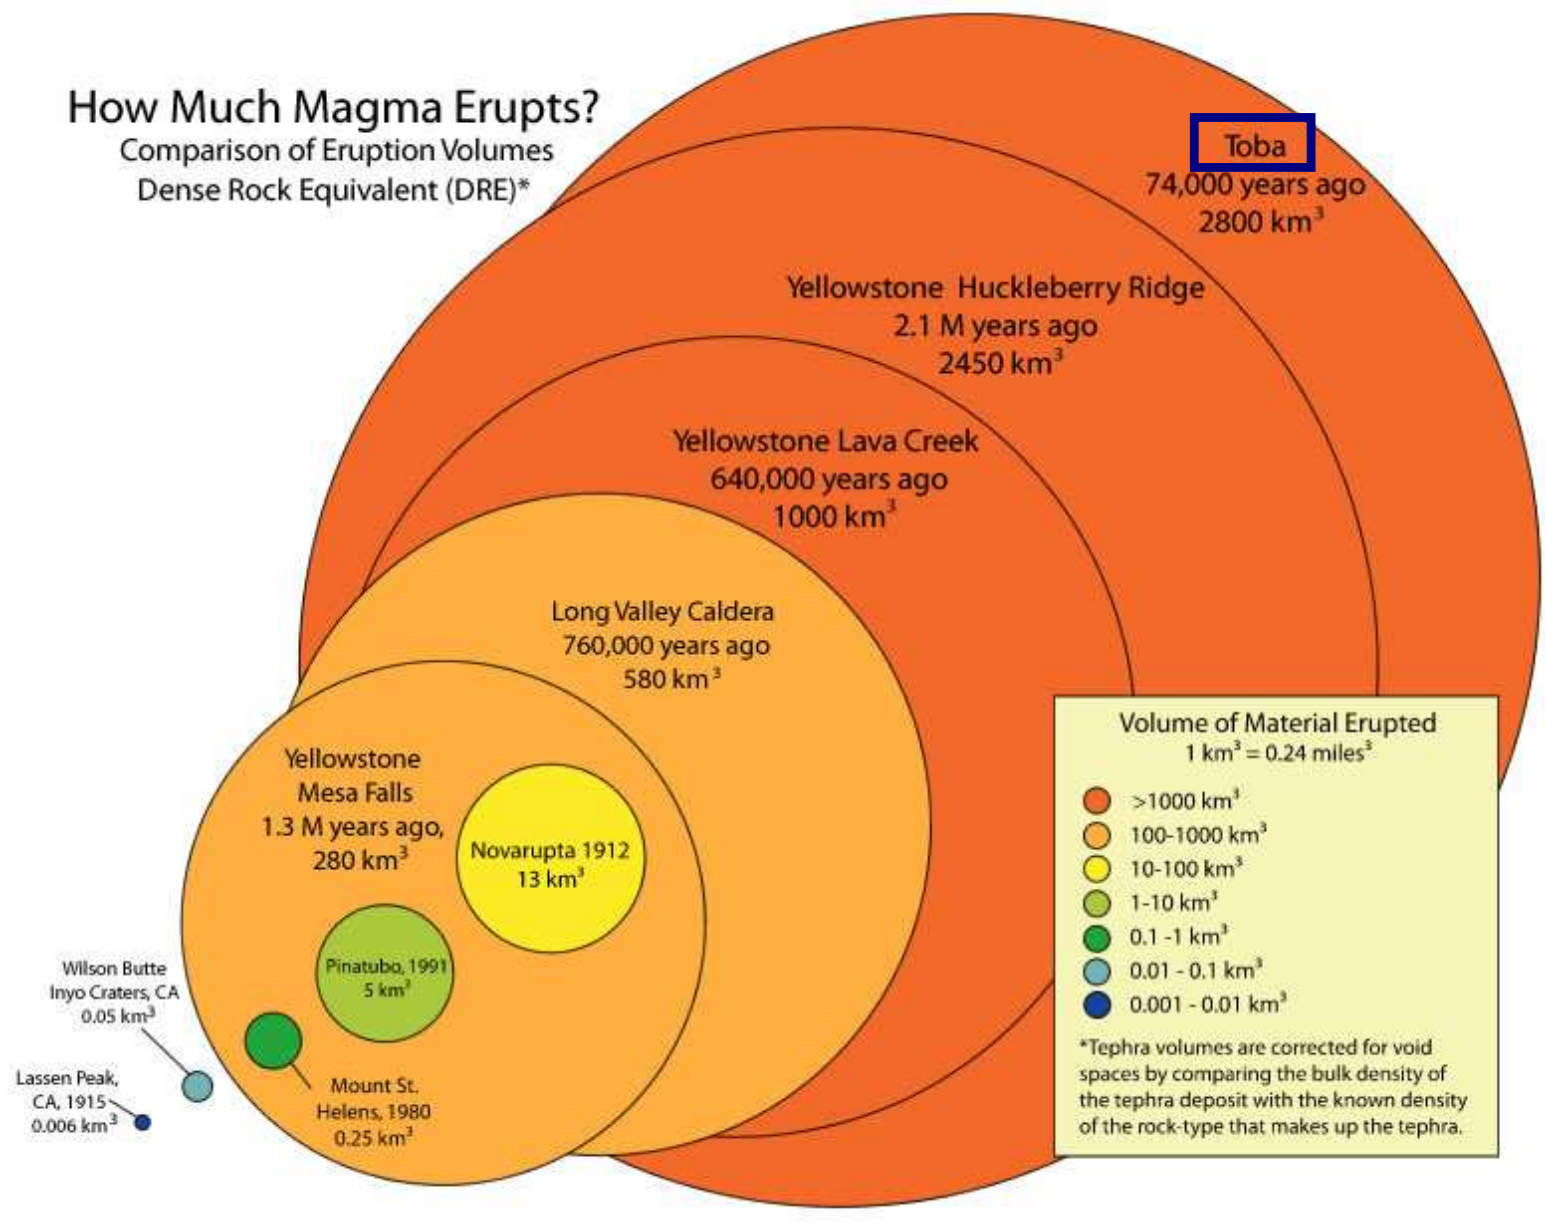 How Much Magma Erupts?
Comparison of Eruption Volumes
Dense Rock Equivalent (DRE)*
Toba
74,000 years ago
2800 km³
Yellowstone Huckleberry Ridge
2.1 M years ago
2450 km³
Yellowstone Lava Creek
640,000 years ago
1000 km³
Long Valley Caldera
760,000 years ago
580 km³
Yellowstone
Mesa Falls
1.3 M years ago,
280 km³
Novarupta 1912
13 km³
Pinatubo, 1991
5 km³
Wilson Butte
Inyo Craters, CA
0.05 km³
Lassen Peak,
CA, 1915
0.006 km³
Mount St.
Helens, 1980
0.25 km³
Volume of Material Erupted
1 km³ = 0.24 miles³
>1000 km³
100-1000 km³
10-100 km³
1-10 km³
0.1 -1 km³
0.01 - 0.1 km³
0.001 - 0.01 km³
*Tephra volumes are corrected for void
spaces by comparing the bulk density of
the tephra deposit with the known density
of the rock-type that makes up the tephra.